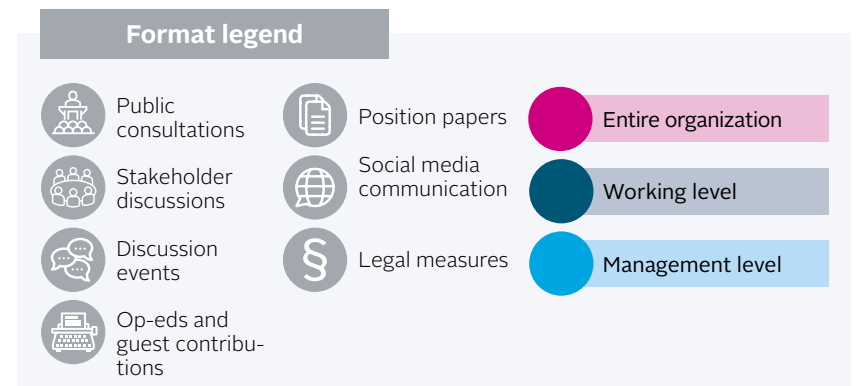 Format legend
Public
consultations
Stakeholder
discussions
Discussion
events
Op-eds and
guest contribu-
tions
Position papers
Social media
communication
§
Legal measures
Entire organization
Working level
Management level